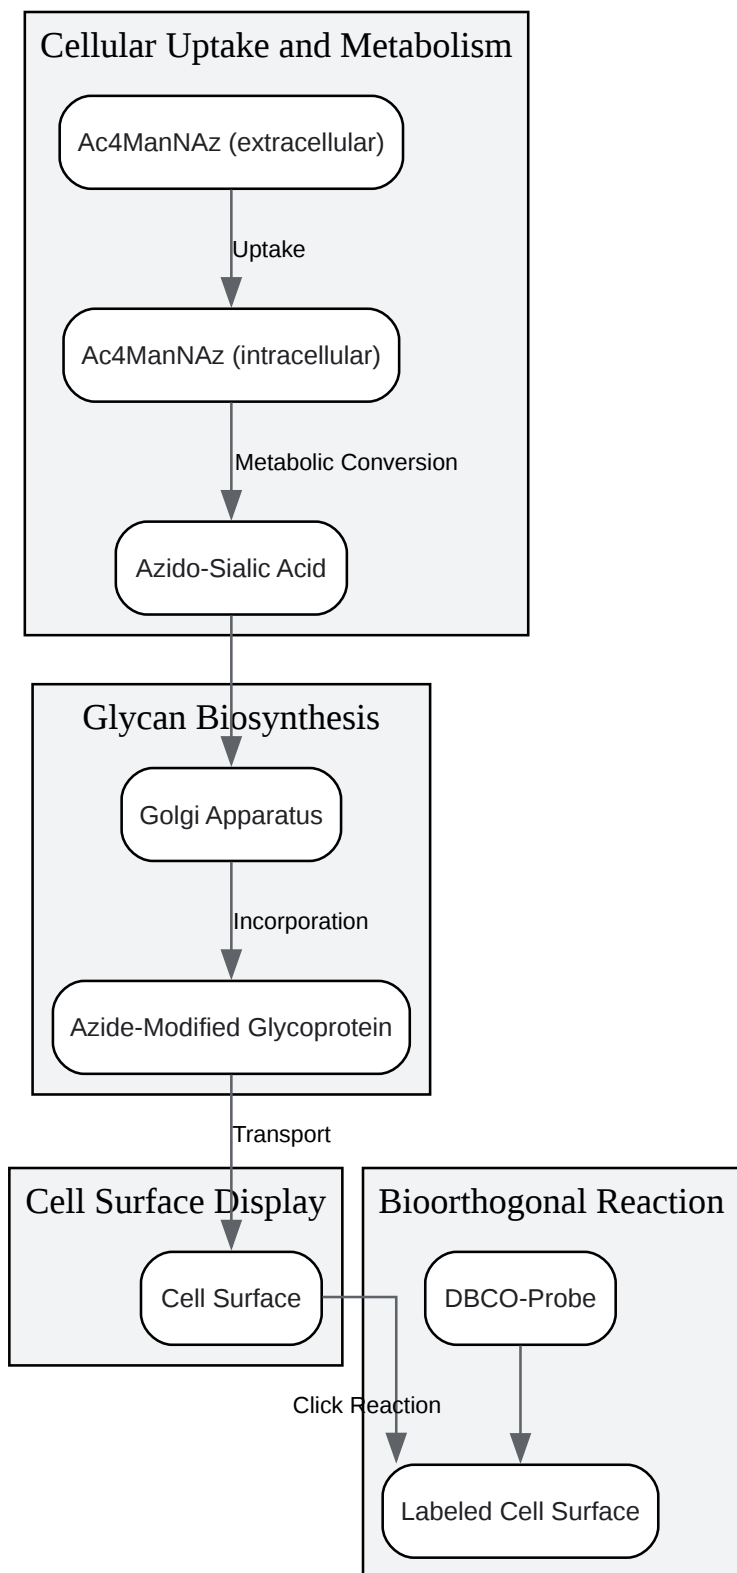 Cellular Uptake and Metabolism
Ac4ManNAz (extracellular)
Uptake
Ac4ManNAz (intracellular)
Metabolic Conversion
Azido-Sialic Acid
Glycan Biosynthesis
Golgi Apparatus
Incorporation
Azide-Modified Glycoprotein
Transport
Cell Surface Display
Bioorthogonal Reaction
Cell Surface
DBCO-Probe
Click Reaction
Labeled Cell Surface